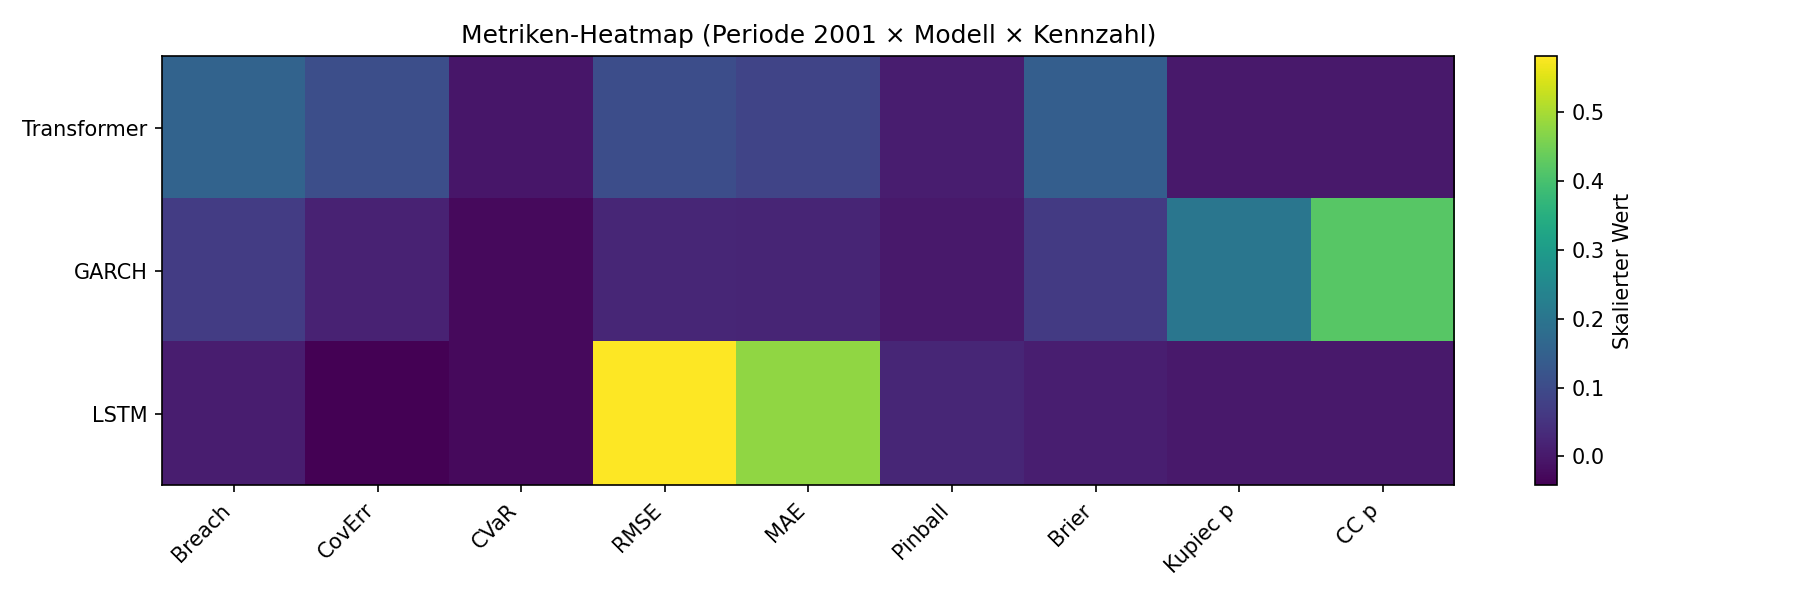 Metriken-Heatmap (Periode 2001 × Modell × Kennzahl)
Transformer
GARCH
LSTM
Breach
CovErr
CVaR
RMSE
MAE
Pinball
Brier
Kupiec p
CC p
0.5
0.4
0.3
0.2
0.1
0.0
Skalierter Wert